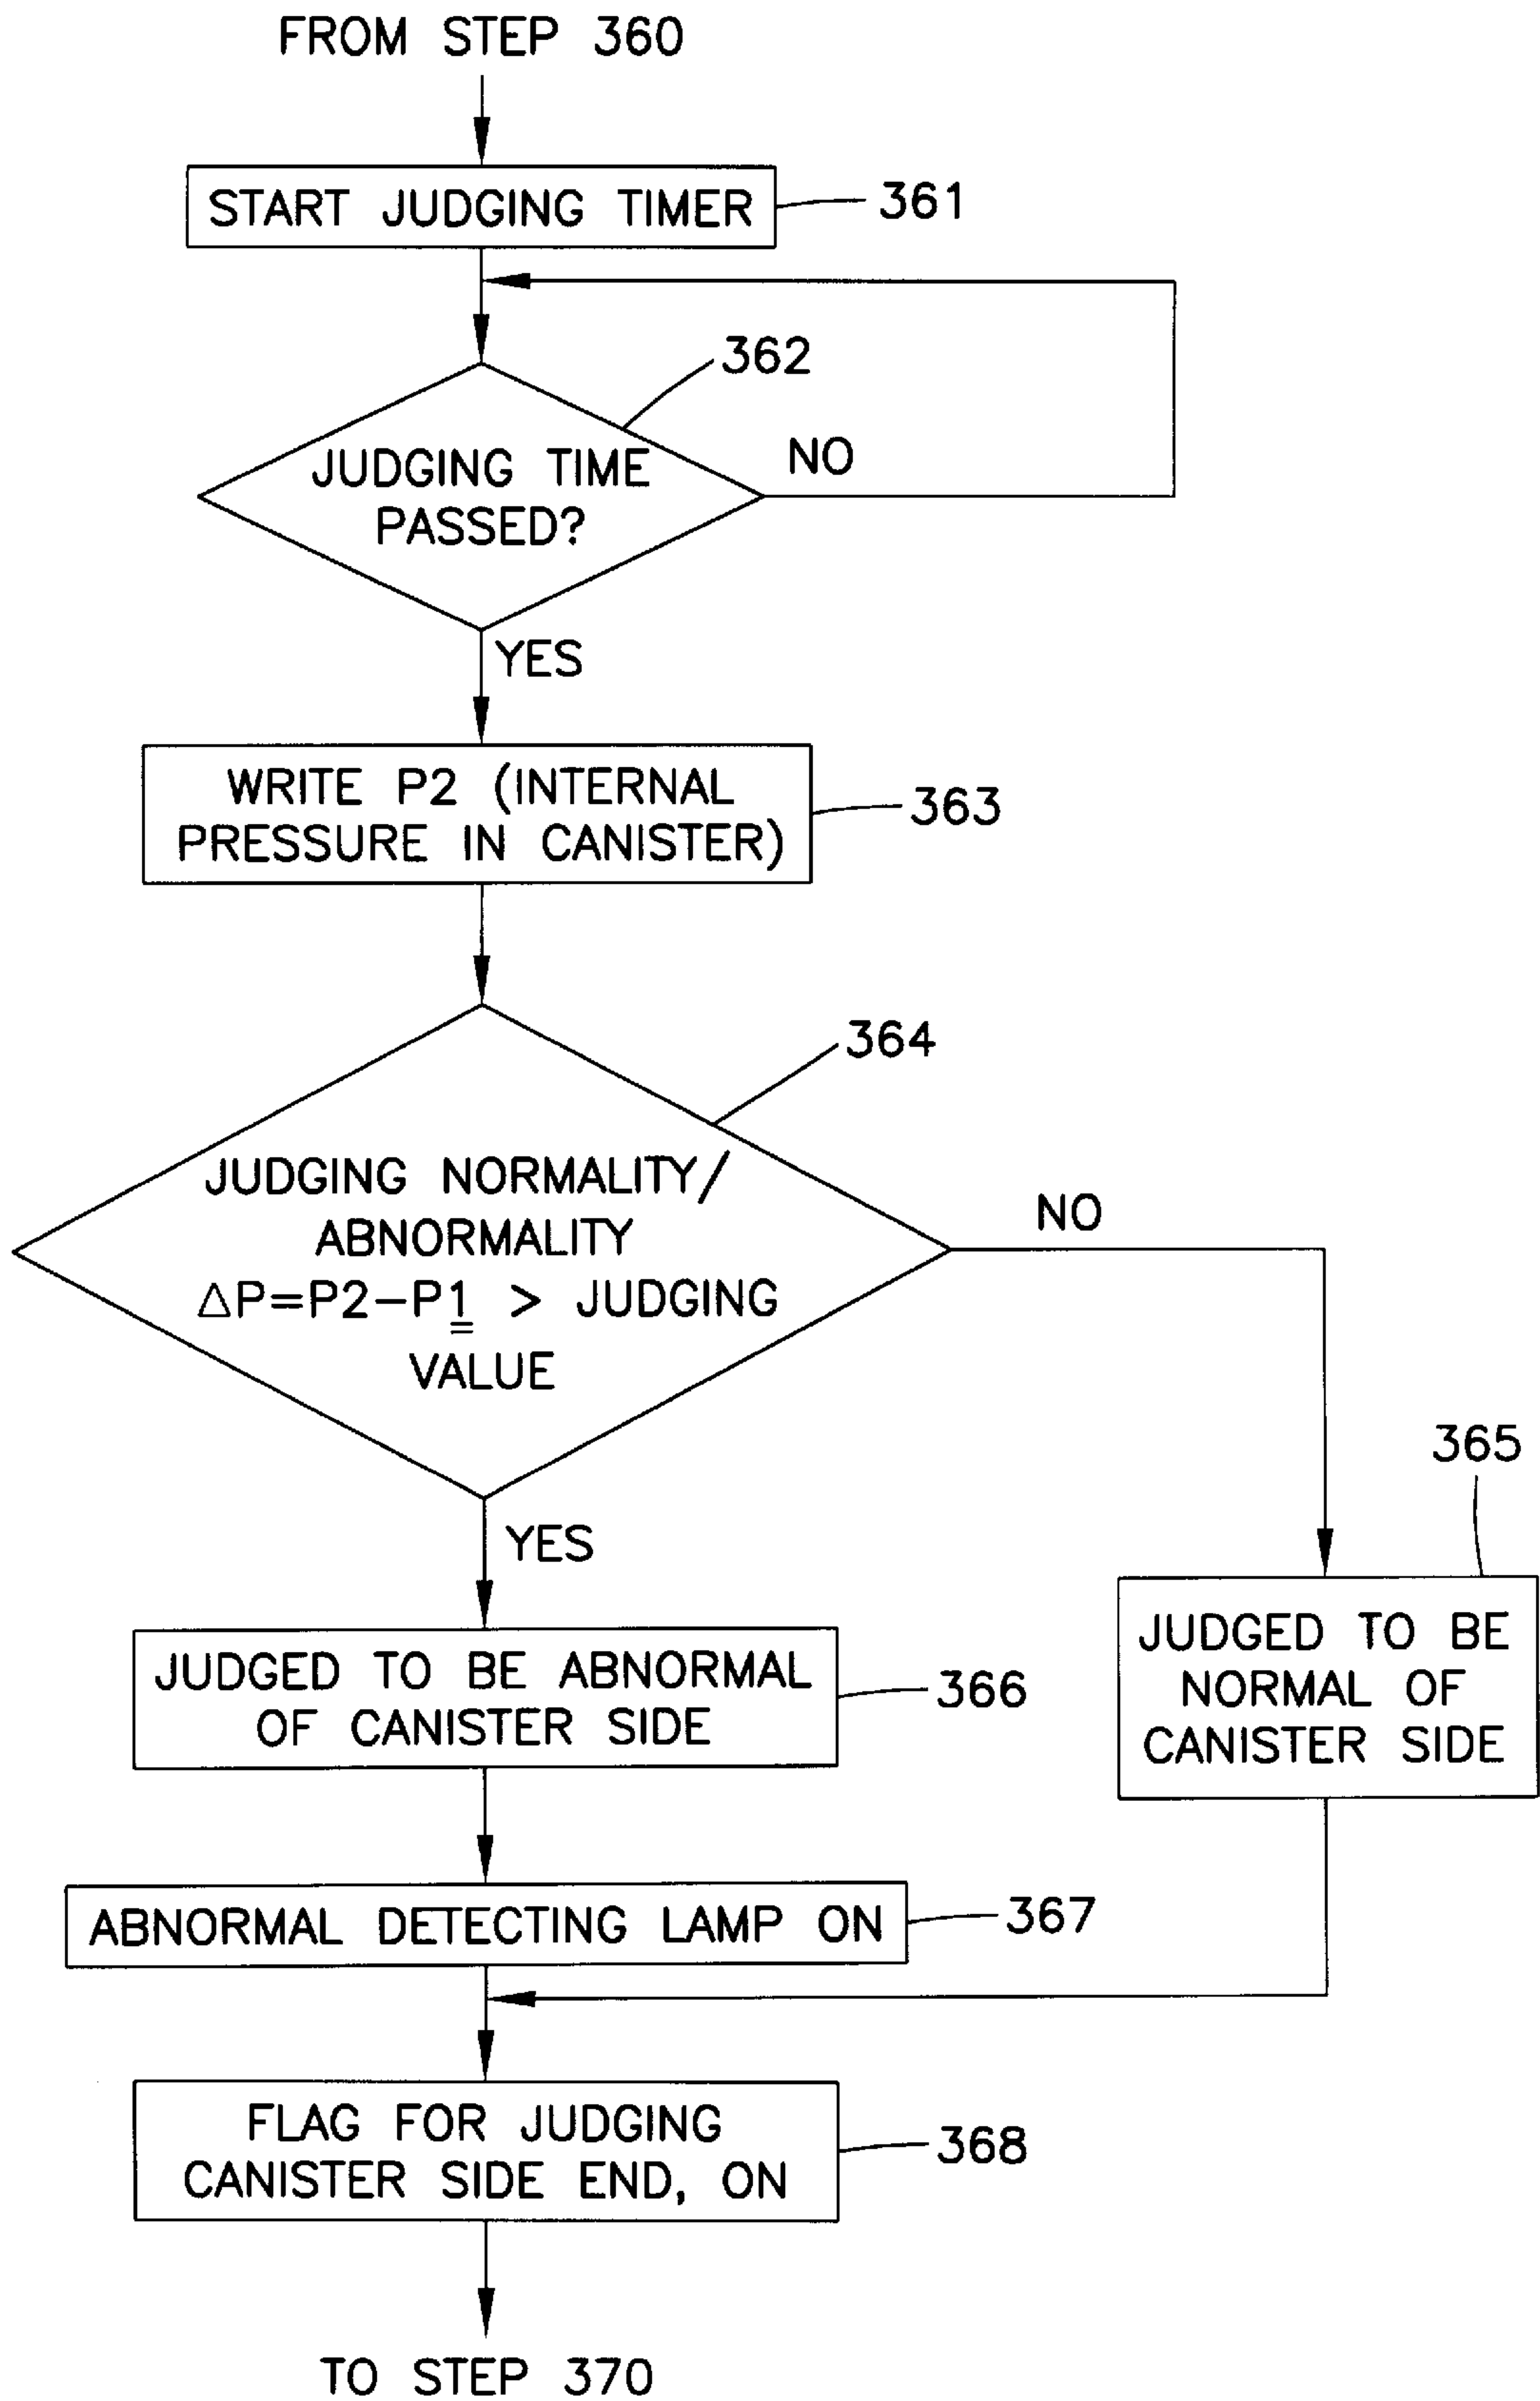 FROM STEP 360
START JUDGING TIMER
361
362
JUDGING TIME
PASSED?
NO
YES
WRITE P2 (INTERNAL
PRESSURE IN CANISTER)
363
364
JUDGING NORMALITY/
ABNORMALITY
ΔP=P2-P1 > JUDGING
VALUE
NO
YES
365
JUDGED TO BE
NORMAL OF
CANISTER SIDE
JUDGED TO BE ABNORMAL
OF CANISTER SIDE
366
ABNORMAL DETECTING LAMP ON
367
FLAG FOR JUDGING
CANISTER SIDE END, ON
368
TO STEP 370